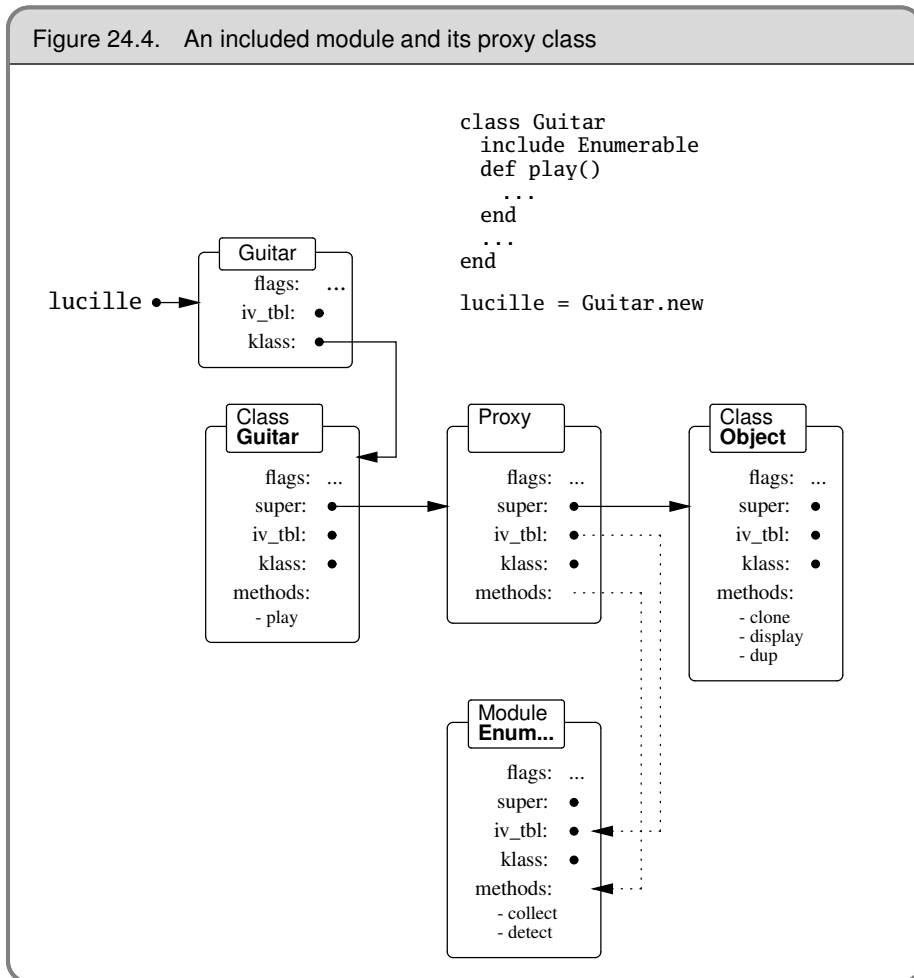 Figure 24.4. An included module and its proxy class
class Guitar
include Enumerable
def play()
...
end
...
end
lucille = Guitar.new
lucille
Guitar
flags: ...
iv_tbl:
klass:
Class
Guitar
flags: ...
super:
iv_tbl:
klass:
methods:
- play
Proxy
flags: ...
super:
iv_tbl:
klass:
methods:
Class
Object
flags: ...
super:
iv_tbl:
klass:
methods:
- clone
- display
- dup
Module
Enum...
flags: ...
super:
iv_tbl:
klass:
methods:
- collect
- detect